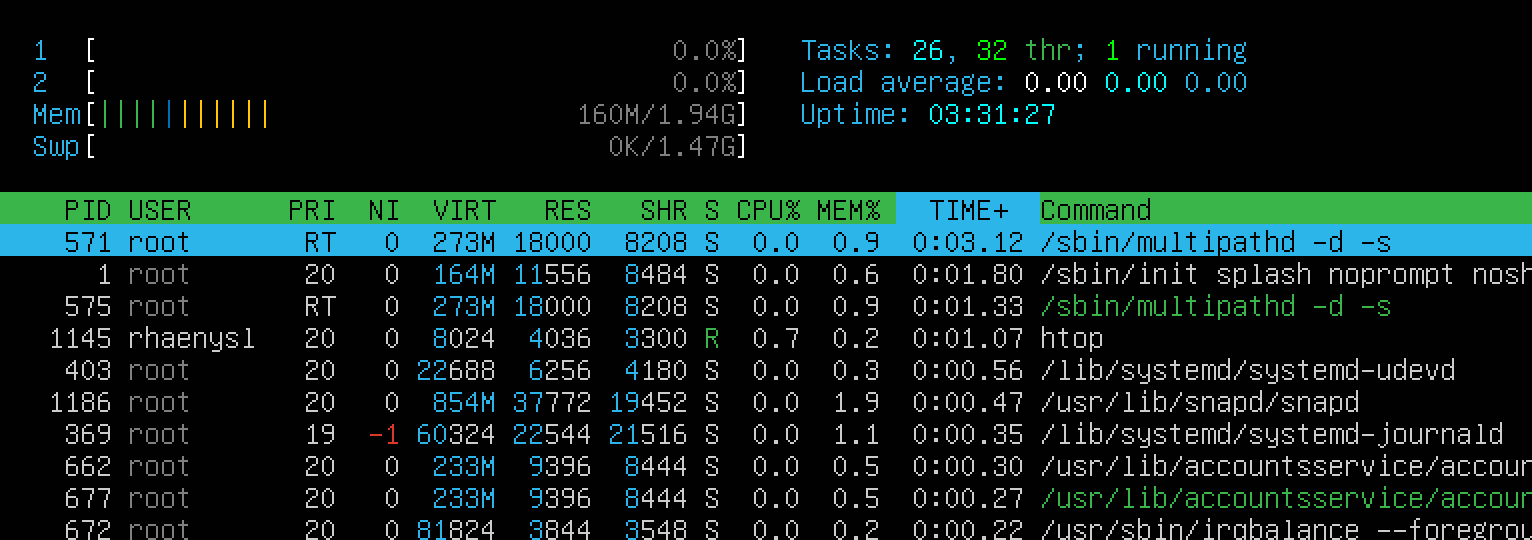 1 [ 0.0%] Tasks: 26, 32 thr; 1 running
2 [ 0.0%] Load average: 0.00 0.00 0.00
Mem[||||||||||| 160M/1.94G] Uptime: 03:31:27
Swp[ 0K/1.47G]
PID USER PRI NI VIRT RES SHR S CPU% MEM% TIME+ Command
571 root RT 0 273M 18000 8208 S 0.0 0.9 0:03.12 /sbin/multipathd -d -s
1 root 20 0 164M 11556 8484 S 0.0 0.6 0:01.80 /sbin/init splash noprompt nosh
575 root RT 0 273M 18000 8208 S 0.0 0.9 0:01.33 /sbin/multipathd -d -s
1145 rhaenysl 20 0 8024 4036 3300 R 0.7 0.2 0:01.07 htop
403 root 20 0 22688 6256 4180 S 0.0 0.3 0:00.56 /lib/systemd/systemd-udevd
1186 root 20 0 854M 37772 19452 S 0.0 1.9 0:00.47 /usr/lib/snapd/snapd
369 root 19 -1 60324 22544 21516 S 0.0 1.1 0:00.35 /lib/systemd/systemd-journald
662 root 20 0 233M 9396 8444 S 0.0 0.5 0:00.30 /usr/lib/accountsservice/accour
677 root 20 0 233M 9396 8444 S 0.0 0.5 0:00.27 /usr/lib/accountsservice/accour
672 root 20 0 81824 3844 3548 S 0.0 0.2 0:00.22 /usr/sbin/irqbalance --foregrou